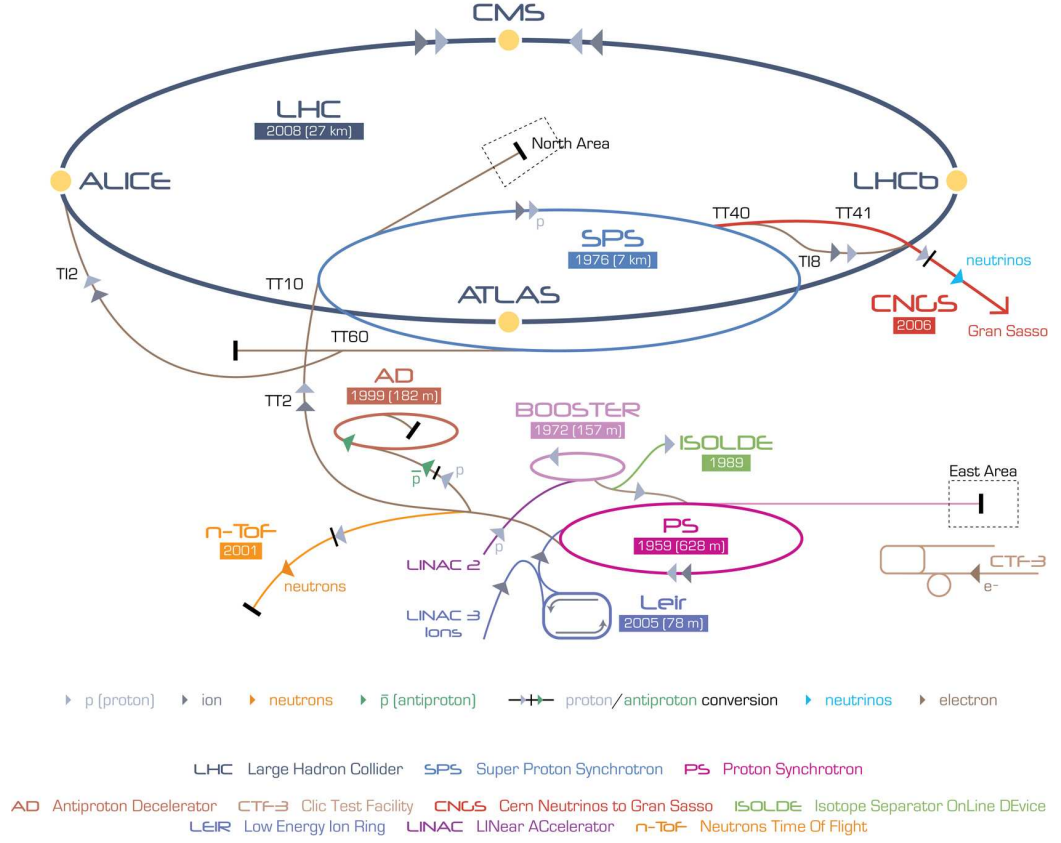 CMS
LHC
2008 (27 km)
North Area
ALICE
LHCb
TT40
TT41
SPS
1976 (7 km)
TI8
neutrinos
TI2
TT10
ATLAS
CNGS
2006
Gran Sasso
TT60
AD
1999 (182 m)
TT2
BOOSTER
1972 (157 m)
ISOLDE
1989
p
p̅
p
East Area
n-ToF
2001
PS
1959 (628 m)
p
LINAC 2
neutrons
CTF-3
e-
LINAC 3
Ions
Leir
2005 (78 m)
p
p (proton) ion neutrons p̅ (antiproton) proton/antiproton conversion neutrinos electron
LHC Large Hadron Collider SPS Super Proton Synchrotron PS Proton Synchrotron
AD Antiproton Decelerator CTF-3 Clic Test Facility CNGS Cern Neutrinos to Gran Sasso ISOLDE Isotope Separator OnLine DEvice
LEIR Low Energy Ion Ring LINAC LINear ACcelerator n-ToF Neutrons Time Of Flight